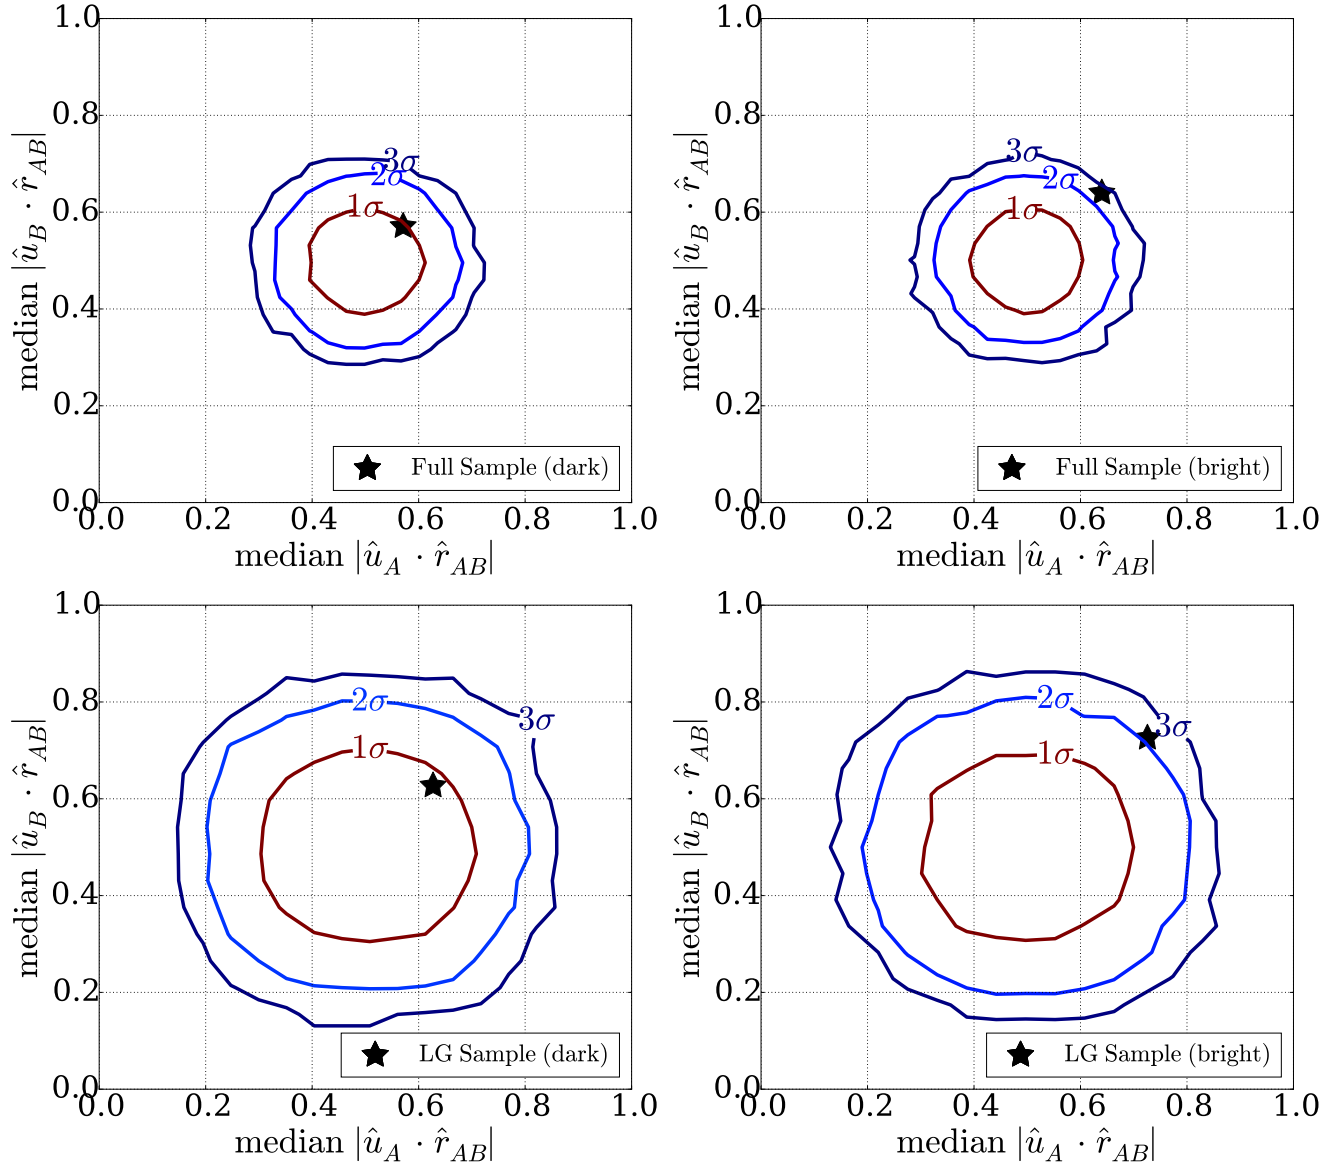 1.0
0.8
0.6
0.4
0.2
0.0
median |û_B · r̂_AB|
3σ
2σ
1σ
Full Sample (dark)
0.0 0.2 0.4 0.6 0.8 1.0
median |û_A · r̂_AB|
1.0
0.8
0.6
0.4
0.2
0.0
median |û_B · r̂_AB|
3σ
2σ
1σ
Full Sample (bright)
0.0 0.2 0.4 0.6 0.8 1.0
median |û_A · r̂_AB|
1.0
0.8
0.6
0.4
0.2
0.0
median |û_B · r̂_AB|
2σ
3σ
1σ
LG Sample (dark)
0.0 0.2 0.4 0.6 0.8 1.0
median |û_A · r̂_AB|
1.0
0.8
0.6
0.4
0.2
0.0
median |û_B · r̂_AB|
2σ
3σ
1σ
LG Sample (bright)
0.0 0.2 0.4 0.6 0.8 1.0
median |û_A · r̂_AB|